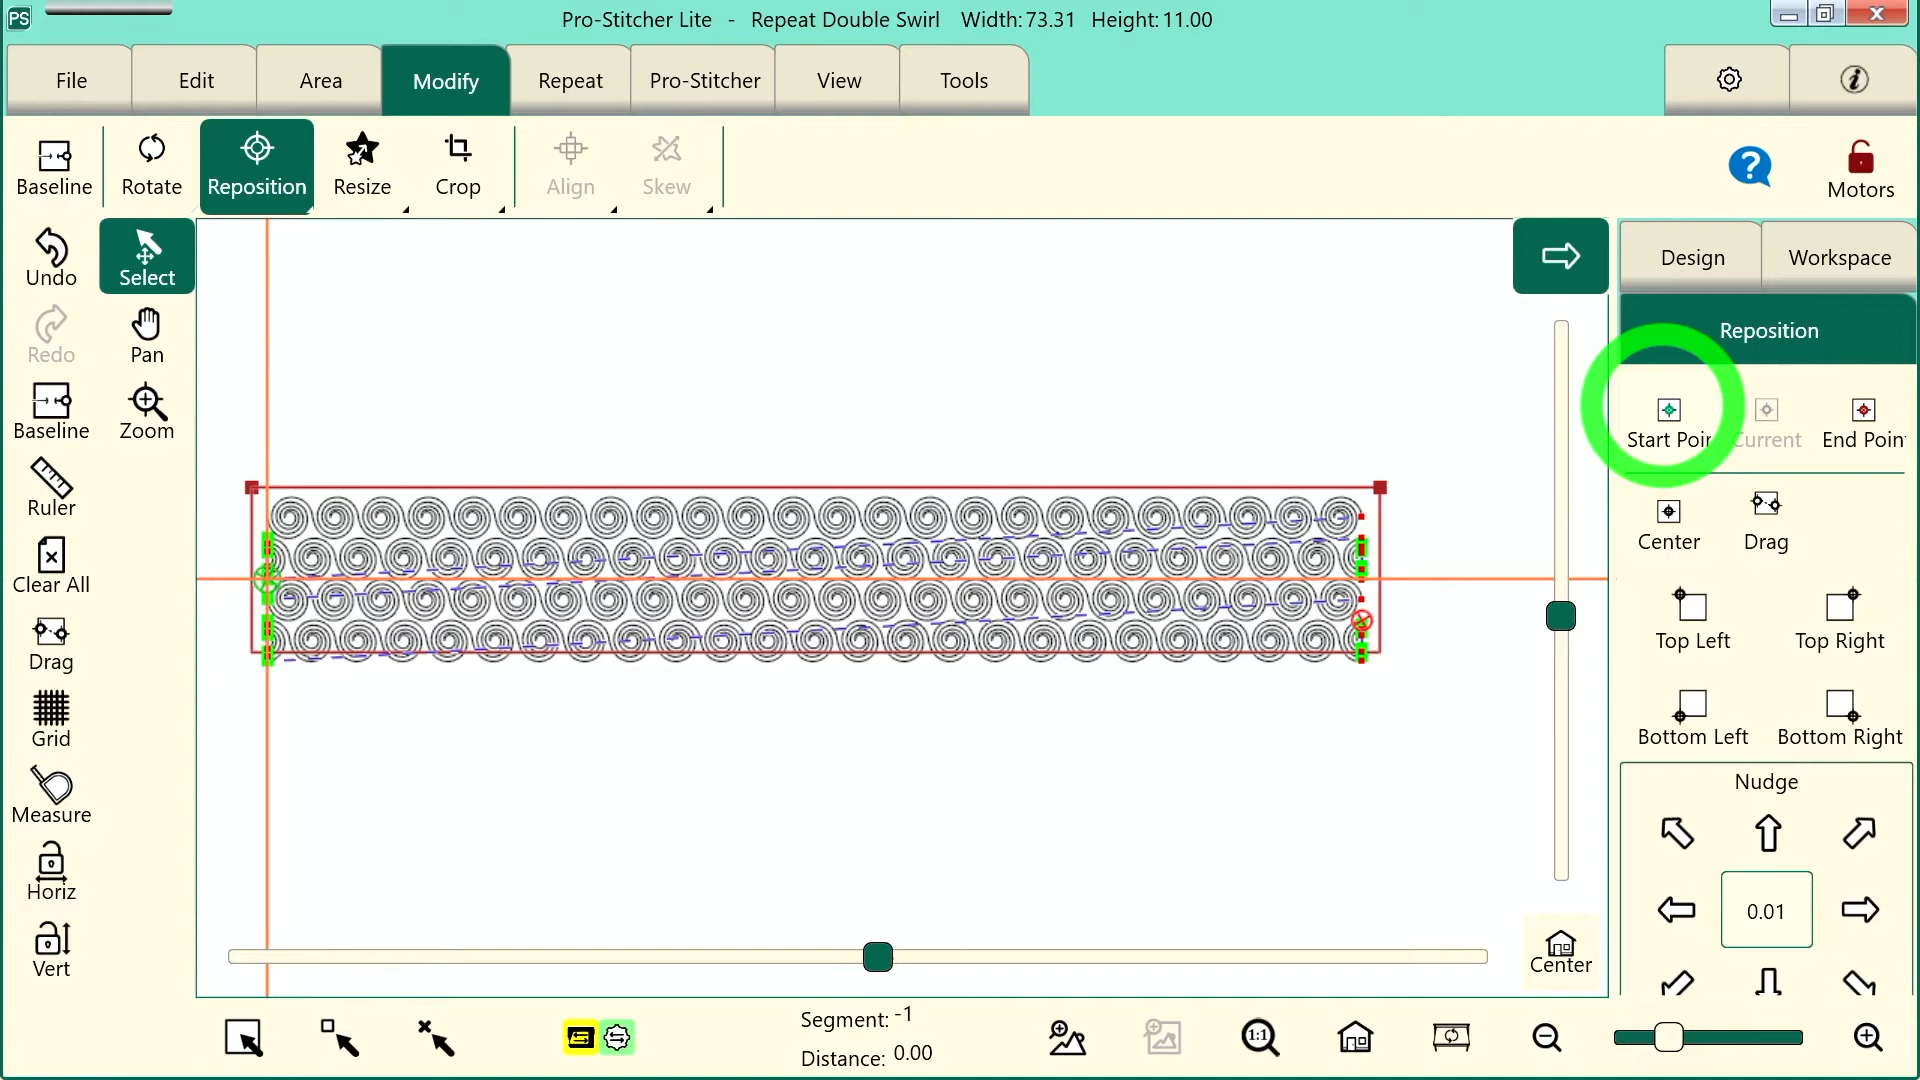 PS
Pro-Stitcher Lite - Repeat Double Swirl Width: 73.31 Height: 11.00
File Edit Area Modify Repeat Pro-Stitcher View Tools
Baseline Rotate Reposition Resize Crop Align Skew Motors
Undo Select
Redo Pan
Baseline Zoom
Ruler
Clear All
Drag
Grid
Measure
Horiz
Vert
Center
Design Workspace
Reposition
Start Poin Current End Poin
Center Drag
Top Left Top Right
Bottom Left Bottom Right
Nudge
0.01
Segment: -1
Distance: 0.00
1:1